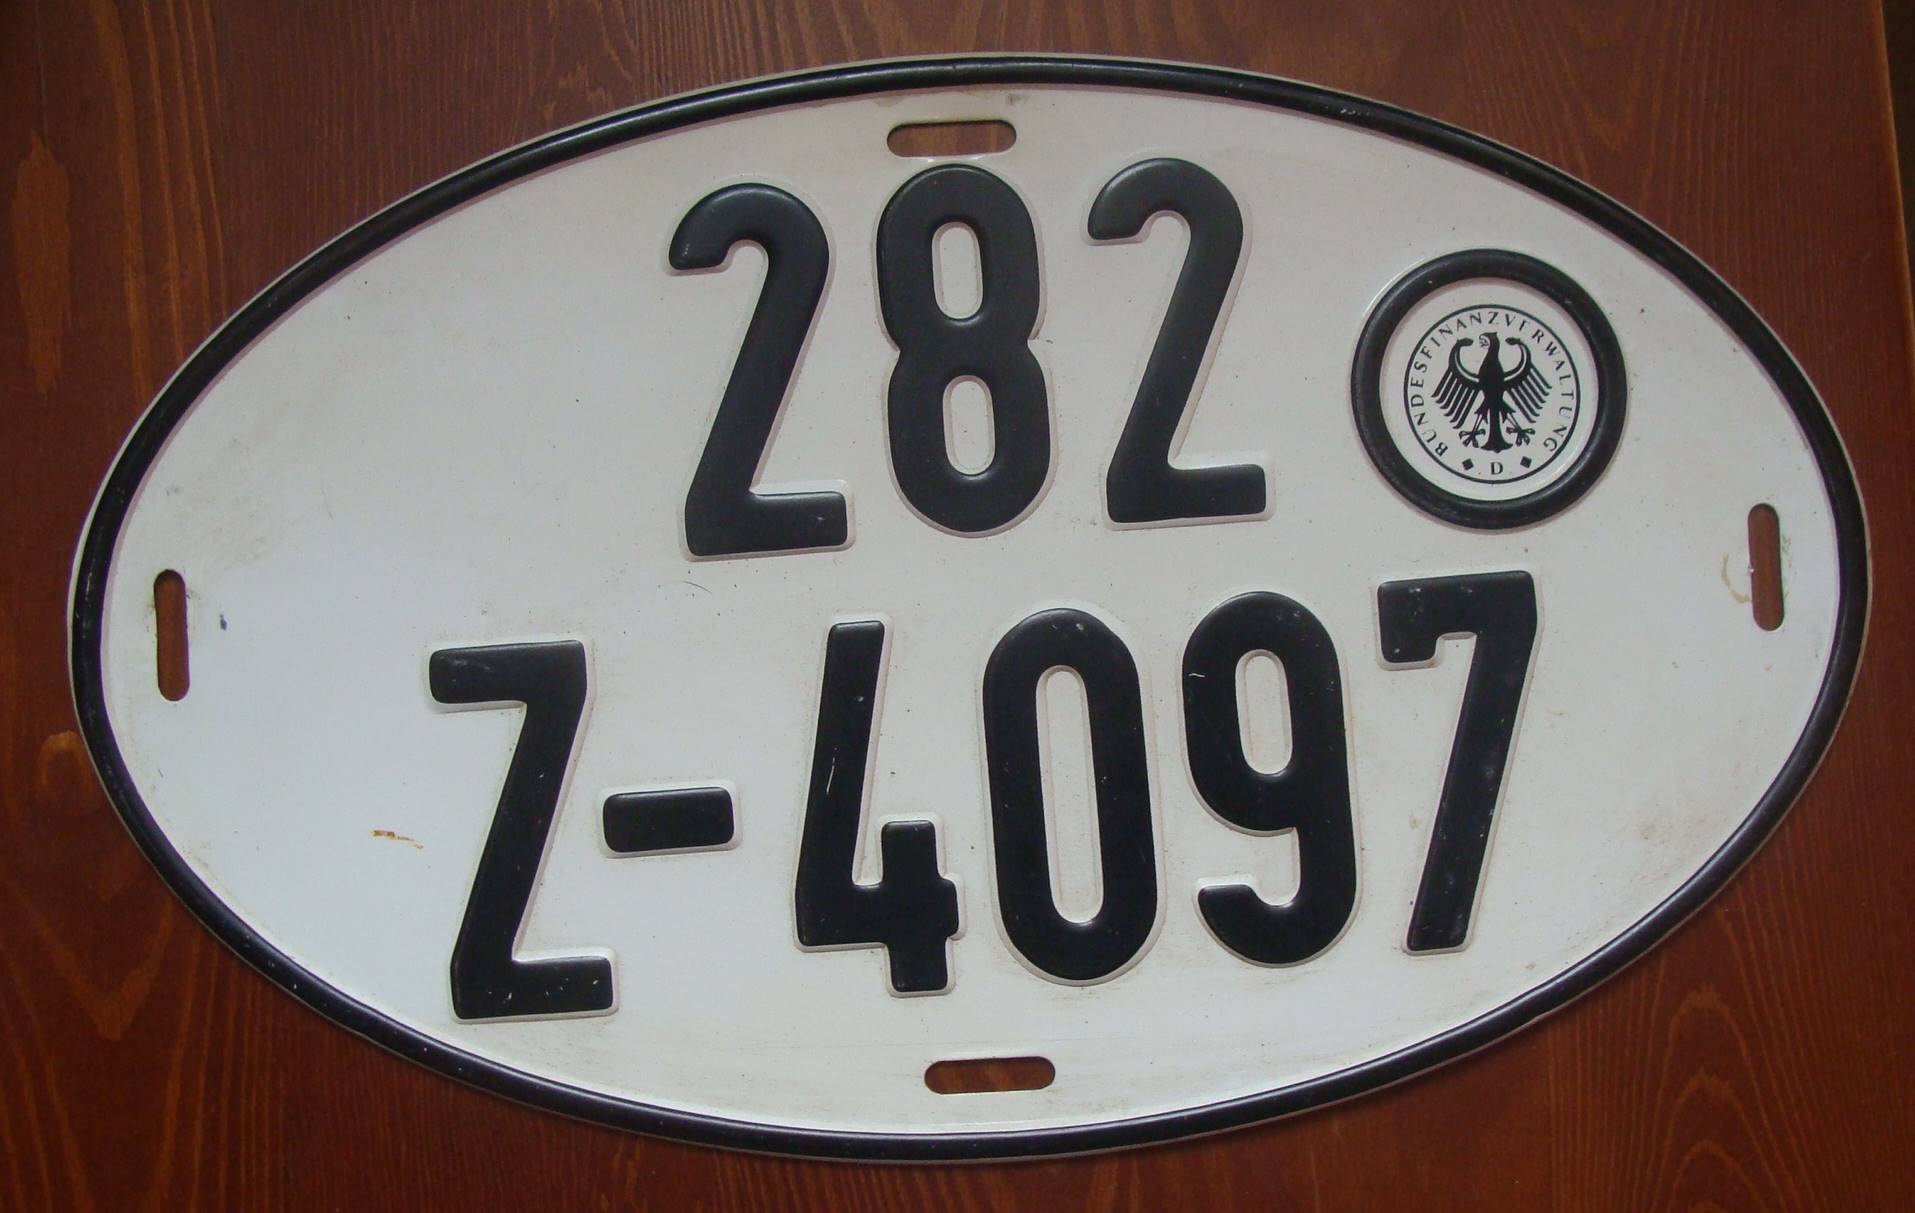 282
BUNDESFINANZVERWALTUNG
D
Z-4097